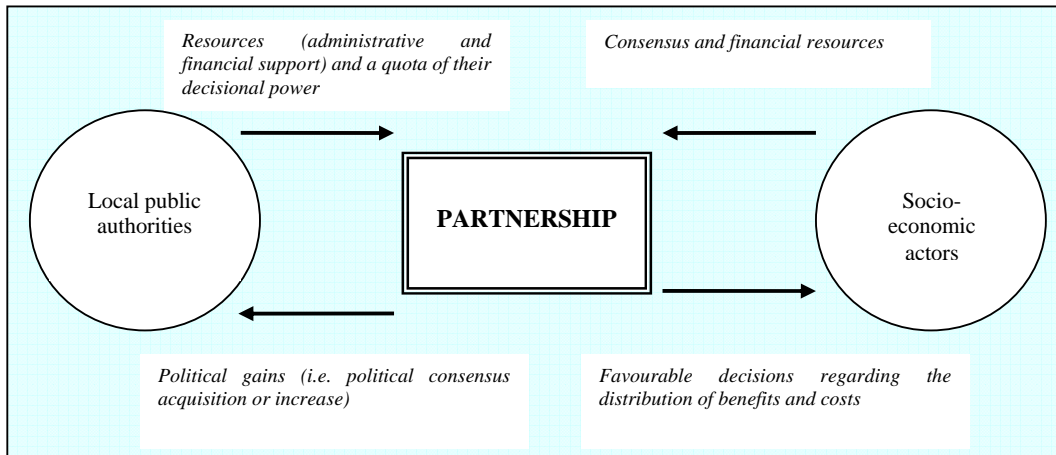 Resources (administrative and
financial support) and a quota of their
decisional power
Consensus and financial resources
Local public
authorities
PARTNERSHIP
Socio-
economic
actors
Political gains (i.e. political consensus
acquisition or increase)
Favourable decisions regarding the
distribution of benefits and costs